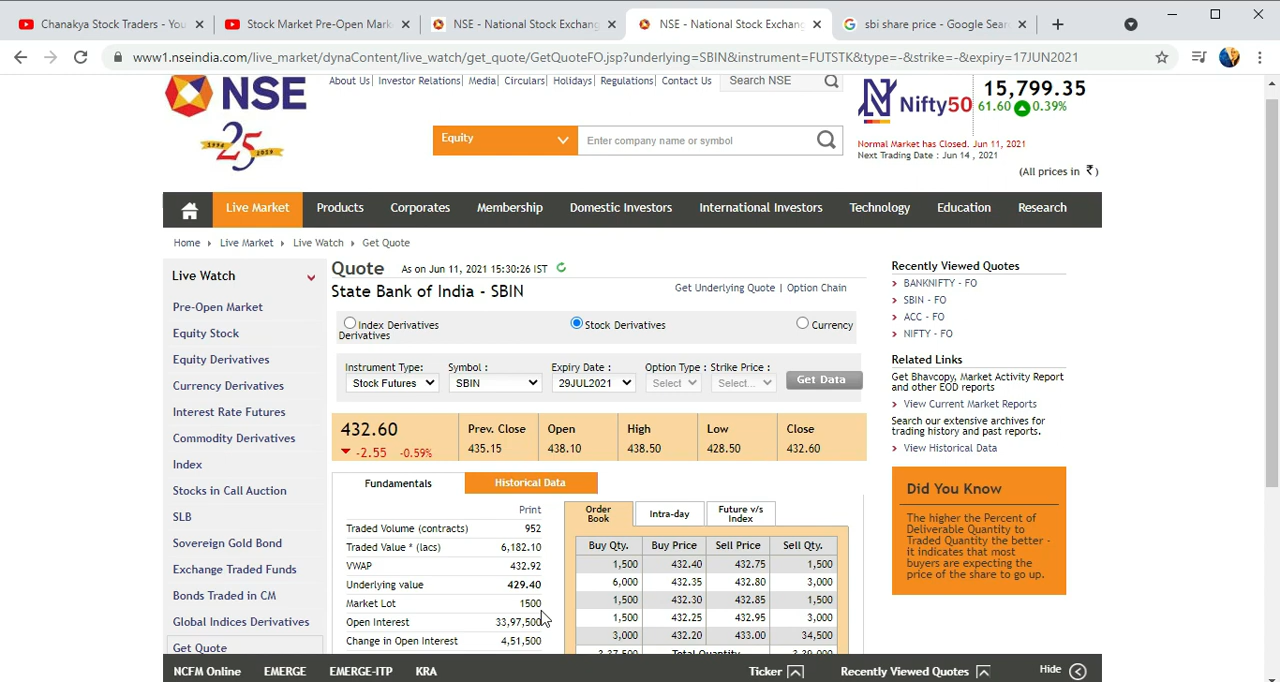 Chanakya Stock Traders - You
Stock Market Pre-Open Mark
NSE - National Stock Exchang
NSE - National Stock Exchang
sbi share price - Google Sear
www1.nseindia.com/live_market/dynaContent/live_watch/get_quote/GetQuoteFO.jsp?underlying=SBIN&instrument=FUTSTK&type=-&strike=-&expiry=17JUN2021
About Us| Investor Relations| Media| Circulars| Holidays| Regulations| Contact Us
Search NSE
NSE
1994 25 2019
Equity
Enter company name or symbol
Nifty50
15,799.35
61.60 0.39%
Normal Market has Closed. Jun 11, 2021
Next Trading Date : Jun 14 , 2021
(All prices in ₹)
Live Market Products Corporates Membership Domestic Investors International Investors Technology Education Research
Home Live Market Live Watch Get Quote
Live Watch
Pre-Open Market
Equity Stock
Equity Derivatives
Currency Derivatives
Interest Rate Futures
Commodity Derivatives
Index
Stocks in Call Auction
SLB
Sovereign Gold Bond
Exchange Traded Funds
Bonds Traded in CM
Global Indices Derivatives
Get Quote
Quote As on Jun 11, 2021 15:30:26 IST
State Bank of India - SBIN
Get Underlying Quote | Option Chain
Index Derivatives Stock Derivatives Currency
Derivatives
Instrument Type: Symbol : Expiry Date : Option Type : Strike Price :
Stock Futures SBIN 29JUL2021 Select Select... Get Data
432.60 Prev. Close Open High Low Close
-2.55 -0.59% 435.15 438.10 438.50 428.50 432.60
Fundamentals Historical Data
Print
Traded Volume (contracts) 952
Traded Value * (lacs) 6,182.10
VWAP 432.92
Underlying value 429.40
Market Lot 1500
Open Interest 33,97,500
Change in Open Interest 4,51,500
Order Book
Intra-day
Future v/s Index
Buy Qty. Buy Price Sell Price Sell Qty.
1,500 432.40 432.75 1,500
6,000 432.35 432.80 3,000
1,500 432.30 432.85 1,500
1,500 432.25 432.95 3,000
3,000 432.20 433.00 34,500
Total Quantity
Recently Viewed Quotes
BANKNIFTY - FO
SBIN - FO
ACC - FO
NIFTY - FO
Related Links
Get Bhavcopy, Market Activity Report
and other EOD reports
View Current Market Reports
Search our extensive archives for
trading history and past reports.
View Historical Data
Did You Know
The higher the Percent of
Deliverable Quantity to
Traded Quantity the better -
it indicates that most
buyers are expecting the
price of the share to go up.
NCFM Online EMERGE EMERGE-ITP KRA Ticker Recently Viewed Quotes Hide